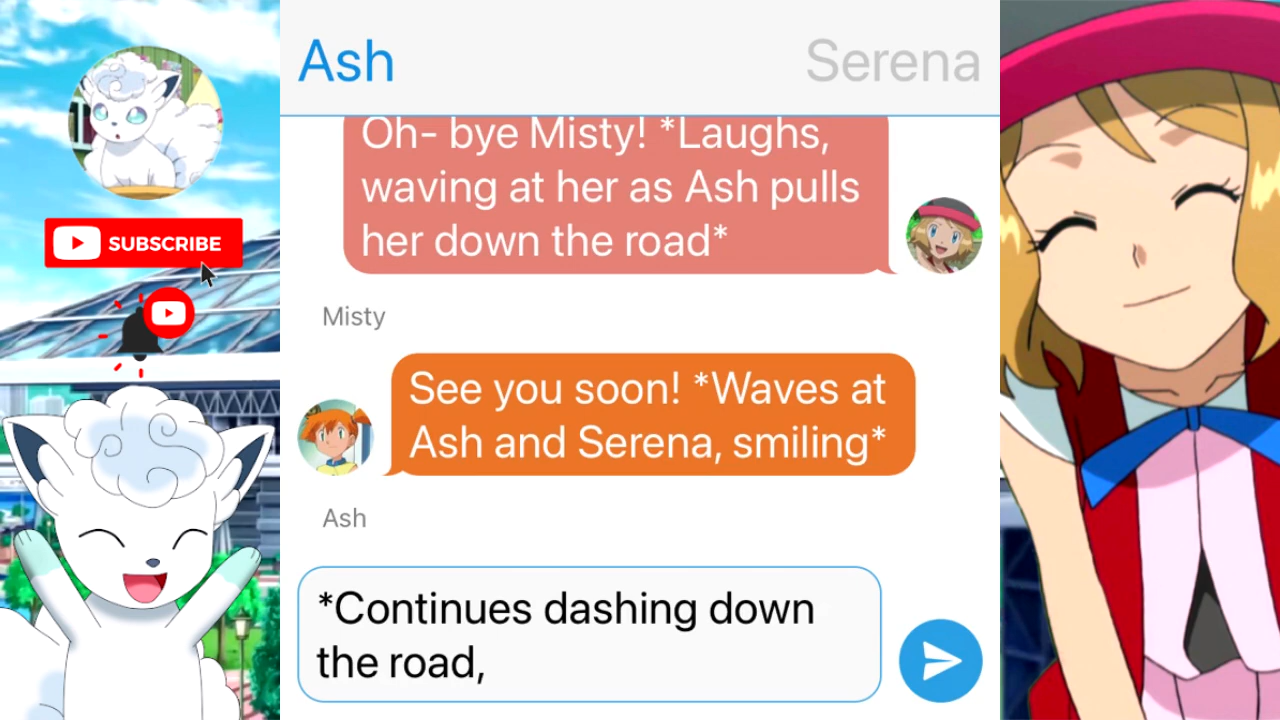 Ash
Serena
Oh- bye Misty! *Laughs,
waving at her as Ash pulls
her down the road*
SUBSCRIBE
Misty
See you soon! *Waves at
Ash and Serena, smiling*
Ash
*Continues dashing down
the road,